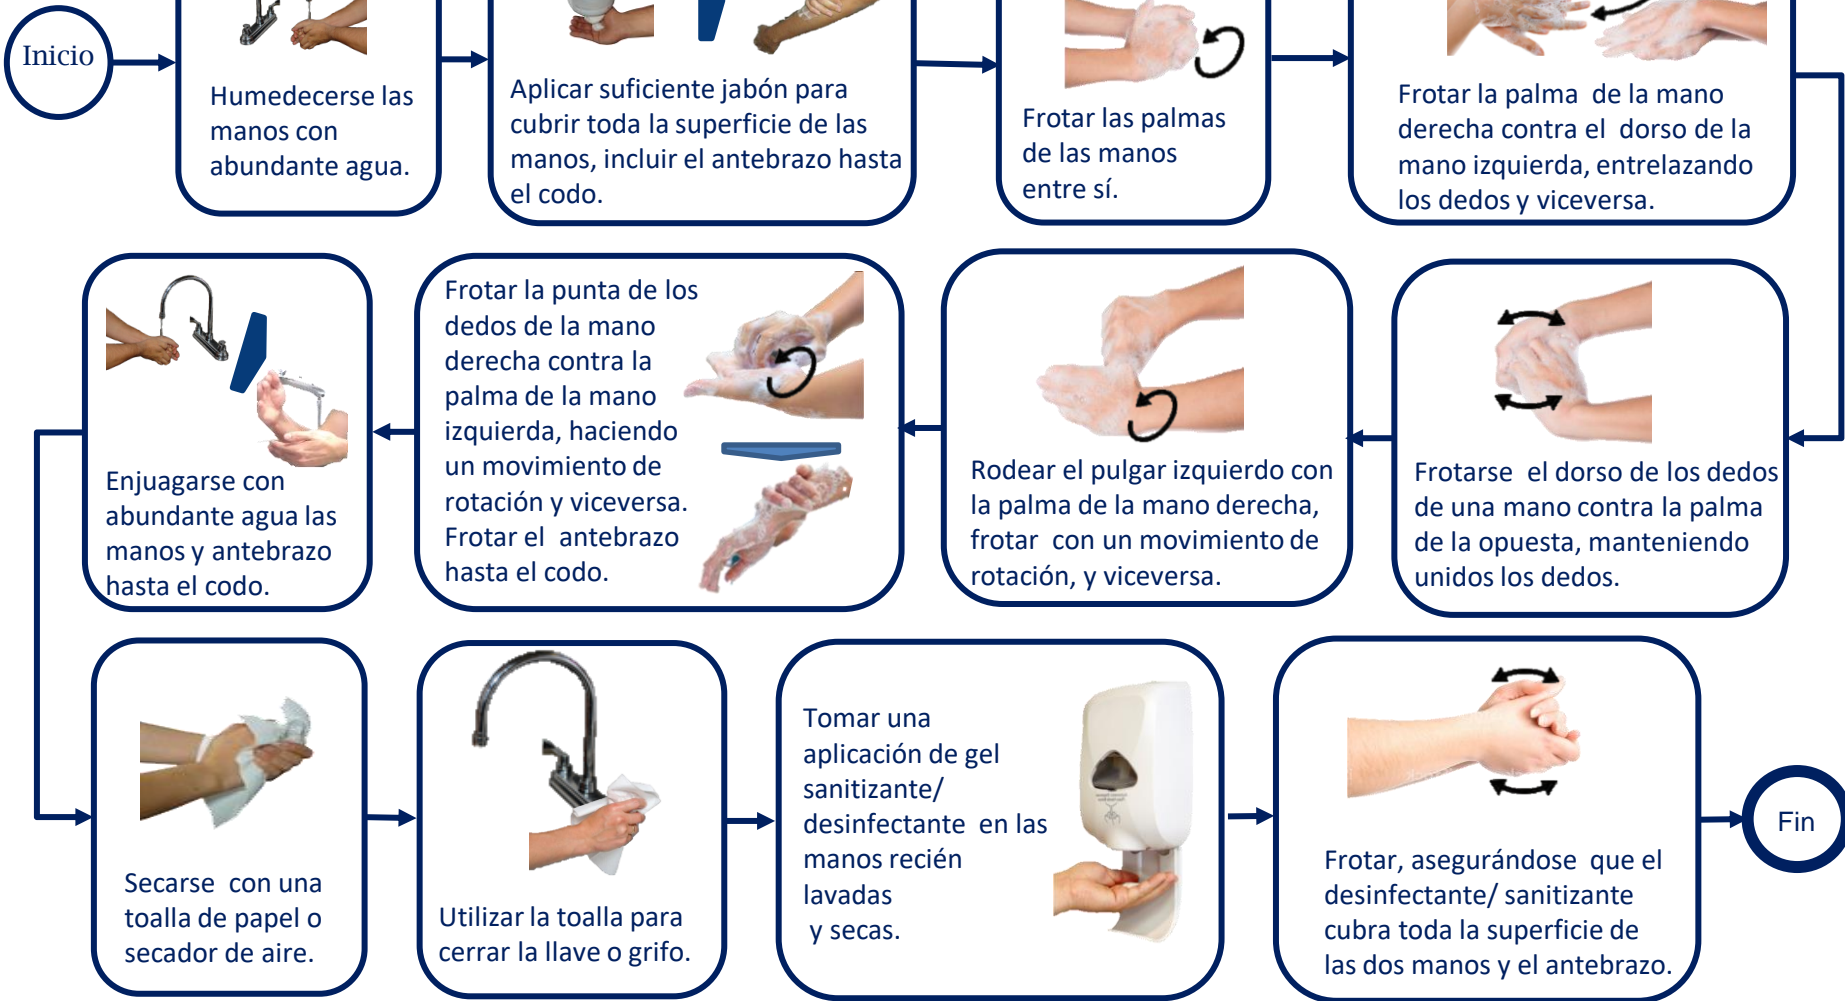 Inicio
Humedecerse las
manos con
abundante agua.
Aplicar suficiente jabón para
cubrir toda la superficie de las
manos, incluir el antebrazo hasta
el codo.
Frotar las palmas
de las manos
entre sí.
Frotar la palma de la mano
derecha contra el dorso de la
mano izquierda, entrelazando
los dedos y viceversa.
Frotarse el dorso de los dedos
de una mano contra la palma
de la opuesta, manteniendo
unidos los dedos.
Rodear el pulgar izquierdo con
la palma de la mano derecha,
frotar con un movimiento de
rotación, y viceversa.
Frotar la punta de los
dedos de la mano
derecha contra la
palma de la mano
izquierda, haciendo
un movimiento de
rotación y viceversa.
Frotar el antebrazo
hasta el codo.
Enjuagarse con
abundante agua las
manos y antebrazo
hasta el codo.
Secarse con una
toalla de papel o
secador de aire.
Utilizar la toalla para
cerrar la llave o grifo.
Tomar una
aplicación de gel
sanitizante/
desinfectante en las
manos recién
lavadas
y secas.
Frotar, asegurándose que el
desinfectante/ sanitizante
cubra toda la superficie de
las dos manos y el antebrazo.
Fin